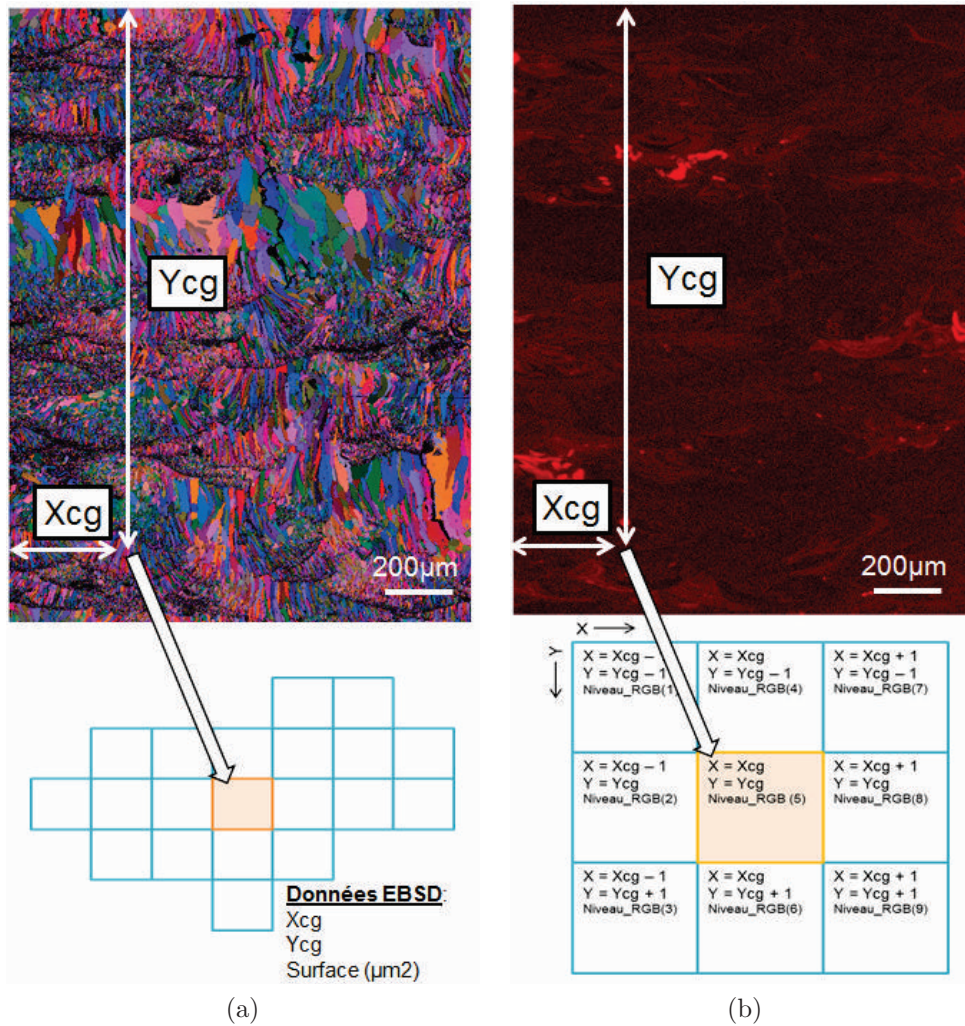 Ycg
Xcg
200µm
Données EBSD:
Xcg
Ycg
Surface (µm2)
(a)
Ycg
Xcg
200µm
X
Y
X = Xcg –
Y = Ycg – 1
Niveau_RGB(1)
X = Xcg
Y = Ycg – 1
Niveau_RGB(4)
X = Xcg + 1
Y = Ycg – 1
Niveau_RGB(7)
X = Xcg – 1
Y = Ycg
Niveau_RGB(2)
X = Xcg
Y = Ycg
Niveau_RGB (5)
X = Xcg + 1
Y = Ycg
Niveau_RGB(8)
X = Xcg – 1
Y = Ycg + 1
Niveau_RGB(3)
X = Xcg
Y = Ycg + 1
Niveau_RGB(6)
X = Xcg + 1
Y = Ycg + 1
Niveau_RGB(9)
(b)